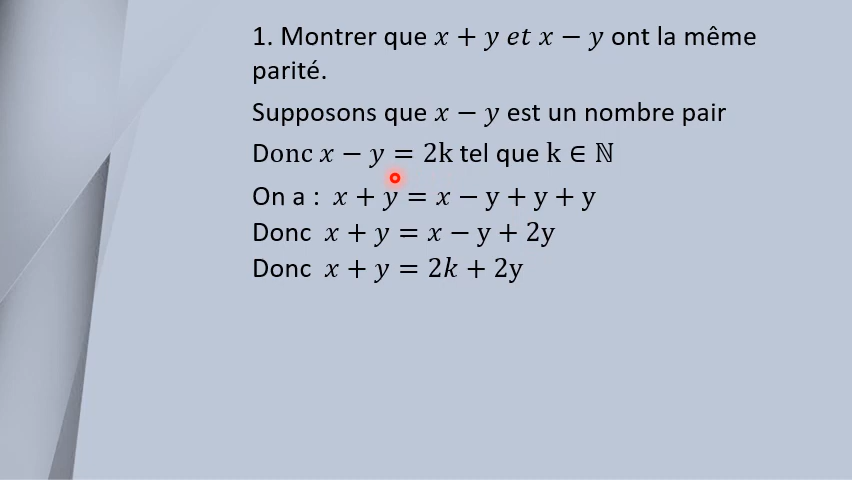 1. Montrer que x + y et x − y ont la même
parité.
Supposons que x − y est un nombre pair
Donc x − y = 2k tel que k ∈ ℕ
On a : x + y = x − y + y + y
Donc x + y = x − y + 2y
Donc x + y = 2k + 2y